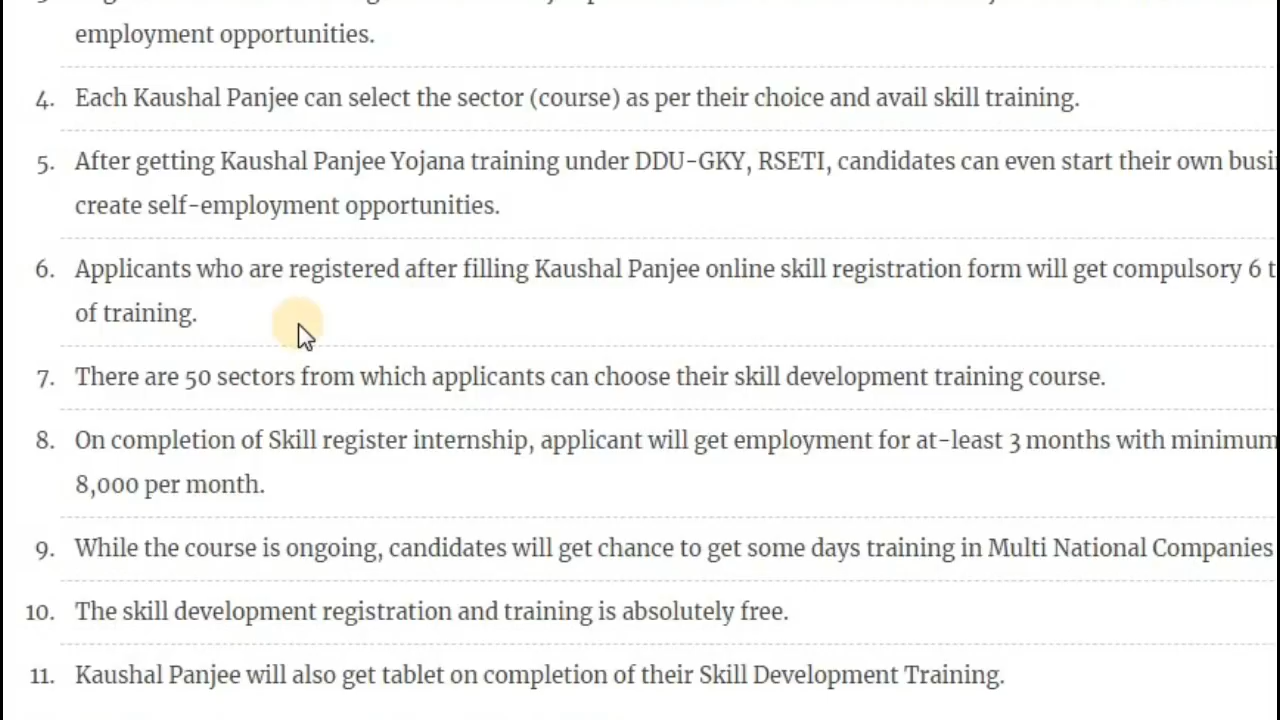 employment opportunities.
4. Each Kaushal Panjee can select the sector (course) as per their choice and avail skill training.
5. After getting Kaushal Panjee Yojana training under DDU-GKY, RSETI, candidates can even start their own
create self-employment opportunities.
6. Applicants who are registered after filling Kaushal Panjee online skill registration form will get compulsory 6
of training.
7. There are 50 sectors from which applicants can choose their skill development training course.
8. On completion of Skill register internship, applicant will get employment for at-least 3 months with minimum
8,000 per month.
9. While the course is ongoing, candidates will get chance to get some days training in Multi National Companies
10. The skill development registration and training is absolutely free.
11. Kaushal Panjee will also get tablet on completion of their Skill Development Training.